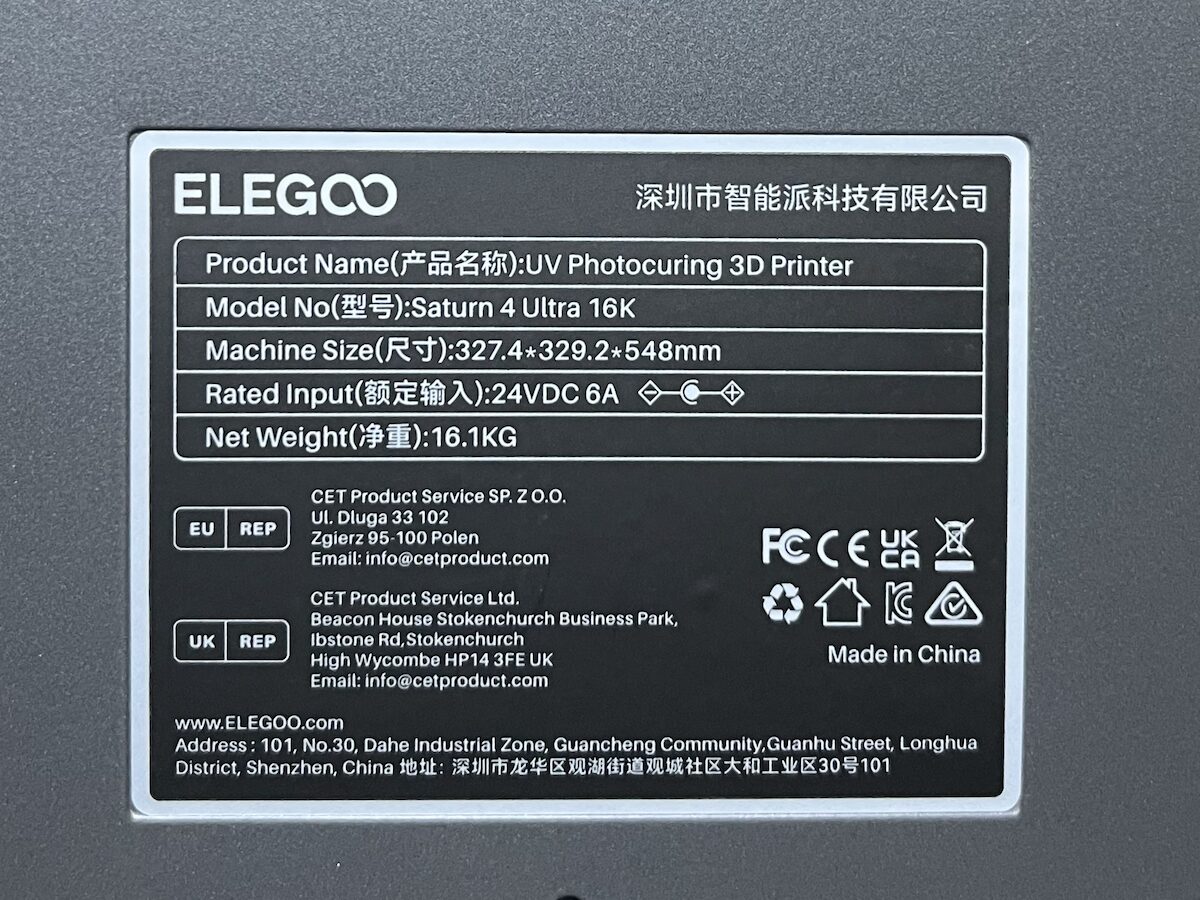 ELEGOO
深圳市智能派科技有限公司
Product Name(产品名称):UV Photocuring 3D Printer
Model No(型号):Saturn 4 Ultra 16K
Machine Size(尺寸):327.4*329.2*548mm
Rated Input(额定输入):24VDC 6A
Net Weight(净重):16.1KG
EU REP
CET Product Service SP. Z O.O.
Ul. Dluga 33 102
Zgierz 95-100 Polen
Email: info@cetproduct.com
UK REP
CET Product Service Ltd.
Beacon House Stokenchurch Business Park,
Ibstone Rd,Stokenchurch
High Wycombe HP14 3FE UK
Email: info@cetproduct.com
FC CE UK
CA
Made in China
www.ELEGOO.com
Address : 101, No.30, Dahe Industrial Zone, Guancheng Community,Guanhu Street, Longhua
District, Shenzhen, China 地址: 深圳市龙华区观湖街道观城社区大和工业区30号101